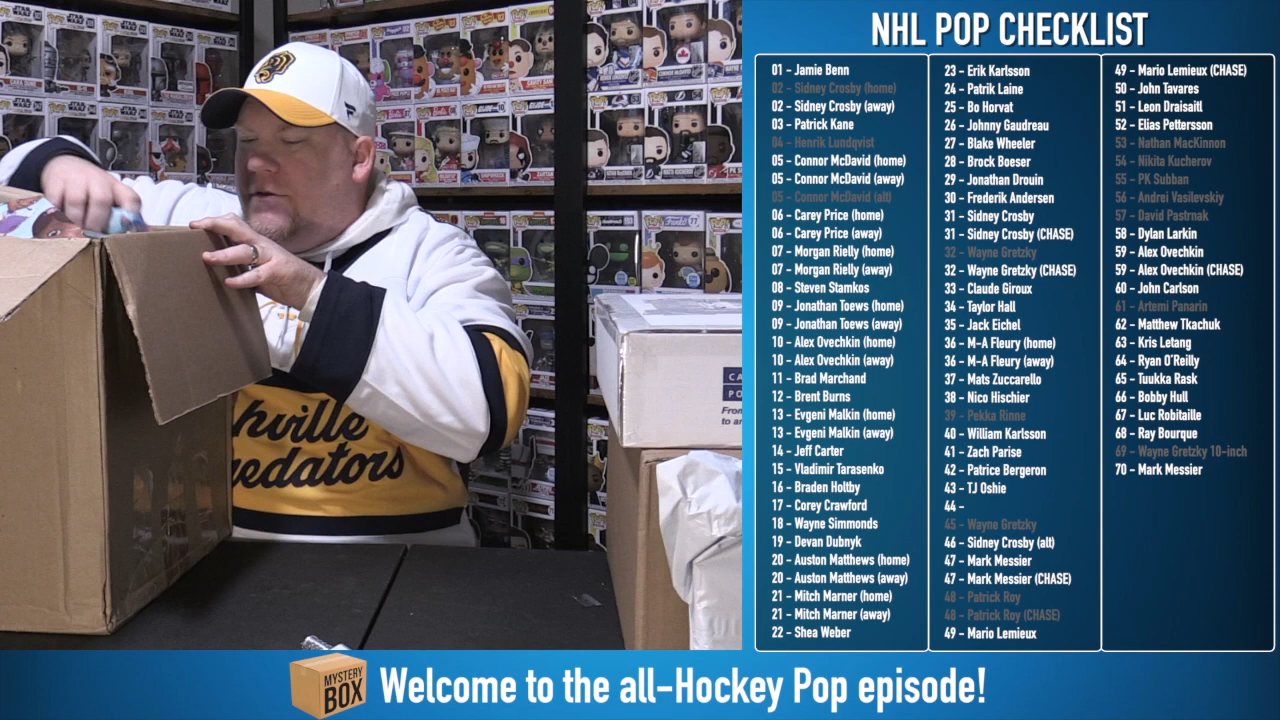 NHL POP CHECKLIST
01 - Jamie Benn
02 - Sidney Crosby (home)
02 - Sidney Crosby (away)
03 - Patrick Kane
04 - Henrik Lundqvist
05 - Connor McDavid (home)
05 - Connor McDavid (away)
05 - Connor McDavid (alt)
06 - Carey Price (home)
06 - Carey Price (away)
07 - Morgan Rielly (home)
07 - Morgan Rielly (away)
08 - Steven Stamkos
09 - Jonathan Toews (home)
09 - Jonathan Toews (away)
10 - Alex Ovechkin (home)
10 - Alex Ovechkin (away)
11 - Brad Marchand
12 - Brent Burns
13 - Evgeni Malkin (home)
13 - Evgeni Malkin (away)
14 - Jeff Carter
15 - Vladimir Tarasenko
16 - Braden Holtby
17 - Corey Crawford
18 - Wayne Simmonds
19 - Devan Dubnyk
20 - Auston Matthews (home)
20 - Auston Matthews (away)
21 - Mitch Marner (home)
21 - Mitch Marner (away)
22 - Shea Weber
23 - Erik Karlsson
24 - Patrik Laine
25 - Bo Horvat
26 - Johnny Gaudreau
27 - Blake Wheeler
28 - Brock Boeser
29 - Jonathan Drouin
30 - Frederik Andersen
31 - Sidney Crosby
31 - Sidney Crosby (CHASE)
32 - Wayne Gretzky
32 - Wayne Gretzky (CHASE)
33 - Claude Giroux
34 - Taylor Hall
35 - Jack Eichel
36 - M-A Fleury (home)
36 - M-A Fleury (away)
37 - Mats Zuccarello
38 - Nico Hischier
39 - Pekka Rinne
40 - William Karlsson
41 - Zach Parise
42 - Patrice Bergeron
43 - TJ Oshie
44 -
45 - Wayne Gretzky
46 - Sidney Crosby (alt)
47 - Mark Messier
47 - Mark Messier (CHASE)
48 - Patrick Roy
48 - Patrick Roy (CHASE)
49 - Mario Lemieux
49 - Mario Lemieux (CHASE)
50 - John Tavares
51 - Leon Draisaitl
52 - Elias Pettersson
53 - Nathan MacKinnon
54 - Nikita Kucherov
55 - PK Subban
56 - Andrei Vasilevskiy
57 - David Pastrnak
58 - Dylan Larkin
59 - Alex Ovechkin
59 - Alex Ovechkin (CHASE)
60 - John Carlson
61 - Artemi Panarin
62 - Matthew Tkachuk
63 - Kris Letang
64 - Ryan O'Reilly
65 - Tuukka Rask
66 - Bobby Hull
67 - Luc Robitaille
68 - Ray Bourque
69 - Wayne Gretzky 10-inch
70 - Mark Messier
hville
redators
CA
PO
From
to an
MYSTERY
BOX
Welcome to the all-Hockey Pop episode!